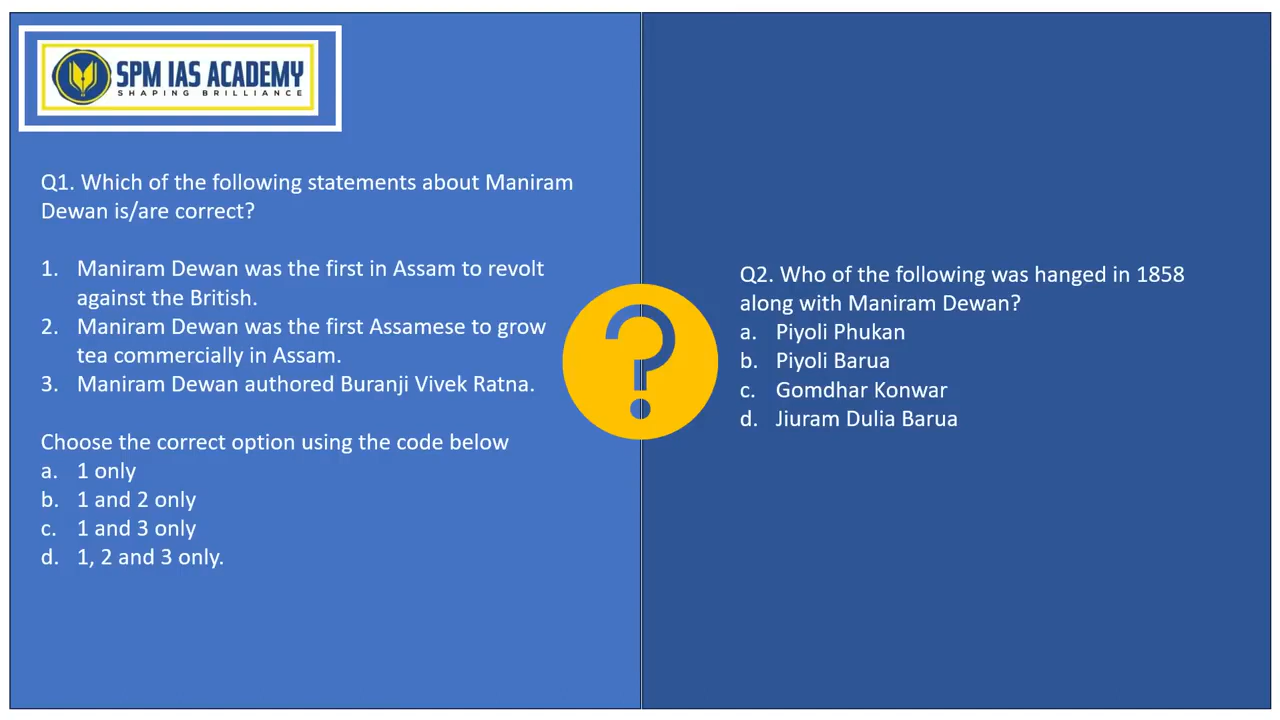 SPM IAS ACADEMY
SHAPING BRILLIANCE
Q1. Which of the following statements about Maniram
Dewan is/are correct?
1. Maniram Dewan was the first in Assam to revolt
against the British.
2. Maniram Dewan was the first Assamese to grow
tea commercially in Assam.
3. Maniram Dewan authored Buranji Vivek Ratna.
Choose the correct option using the code below
a. 1 only
b. 1 and 2 only
c. 1 and 3 only
d. 1, 2 and 3 only.
Q2. Who of the following was hanged in 1858
along with Maniram Dewan?
a. Piyoli Phukan
b. Piyoli Barua
c. Gomdhar Konwar
d. Jiuram Dulia Barua
?